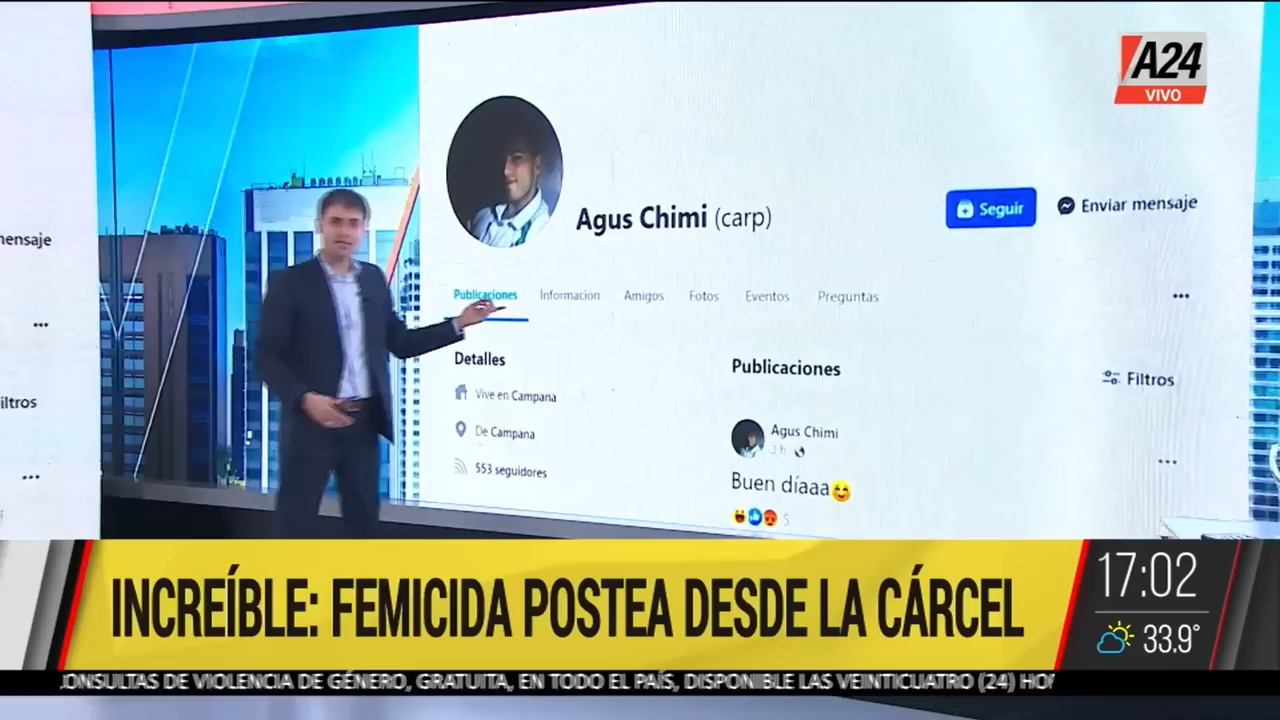 A24
VIVO
mensaje
Agus Chimi (carp)
Seguir
Enviar mensaje
Publicaciones Información Amigos Fotos Eventos Preguntas
Detalles
Publicaciones
Filtros
iltros
Vive en Campana
De Campana
553 seguidores
Agus Chimi
3 h
Buen díaaa😊
5
INCREÍBLE: FEMICIDA POSTEA DESDE LA CÁRCEL
17:02
33.9°
CONSULTAS DE VIOLENCIA DE GÉNERO, GRATUITA, EN TODO EL PAÍS, DISPONIBLE LAS VEINTICUATRO (24) HO